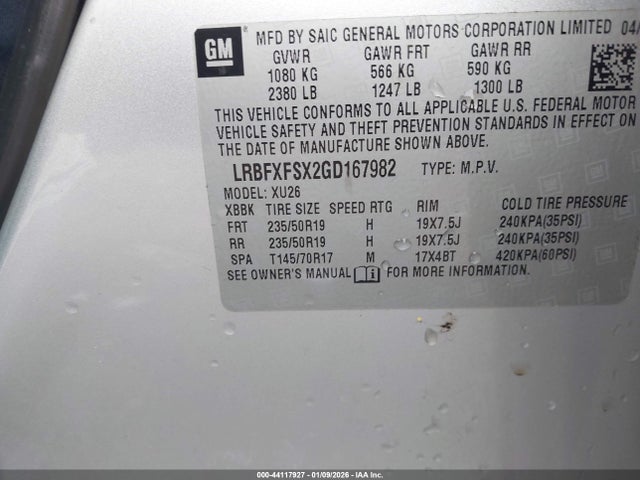 GM
MFD BY SAIC GENERAL MOTORS CORPORATION LIMITED 04/
GVWR GAWR FRT GAWR RR
1080 KG 566 KG 590 KG
2380 LB 1247 LB 1300 LB
THIS VEHICLE CONFORMS TO ALL APPLICABLE U.S. FEDERAL MOTOR
VEHICLE SAFETY AND THEFT PREVENTION STANDARDS IN EFFECT ON
THE DATE OF MANUFACTURE SHOWN ABOVE.
LRBFXFSX2GD167982 TYPE: M.P.V.
MODEL: XU26
XBBK TIRE SIZE SPEED RTG RIM COLD TIRE PRESSURE
FRT 235/50R19 H 19X7.5J 240KPA(35PSI)
RR 235/50R19 H 19X7.5J 240KPA(35PSI)
SPA T145/70R17 M 17X4BT 420KPA(60PSI)
SEE OWNER'S MANUAL FOR MORE INFORMATION.
000-44117927 - 01/09/2026 - IAA Inc.